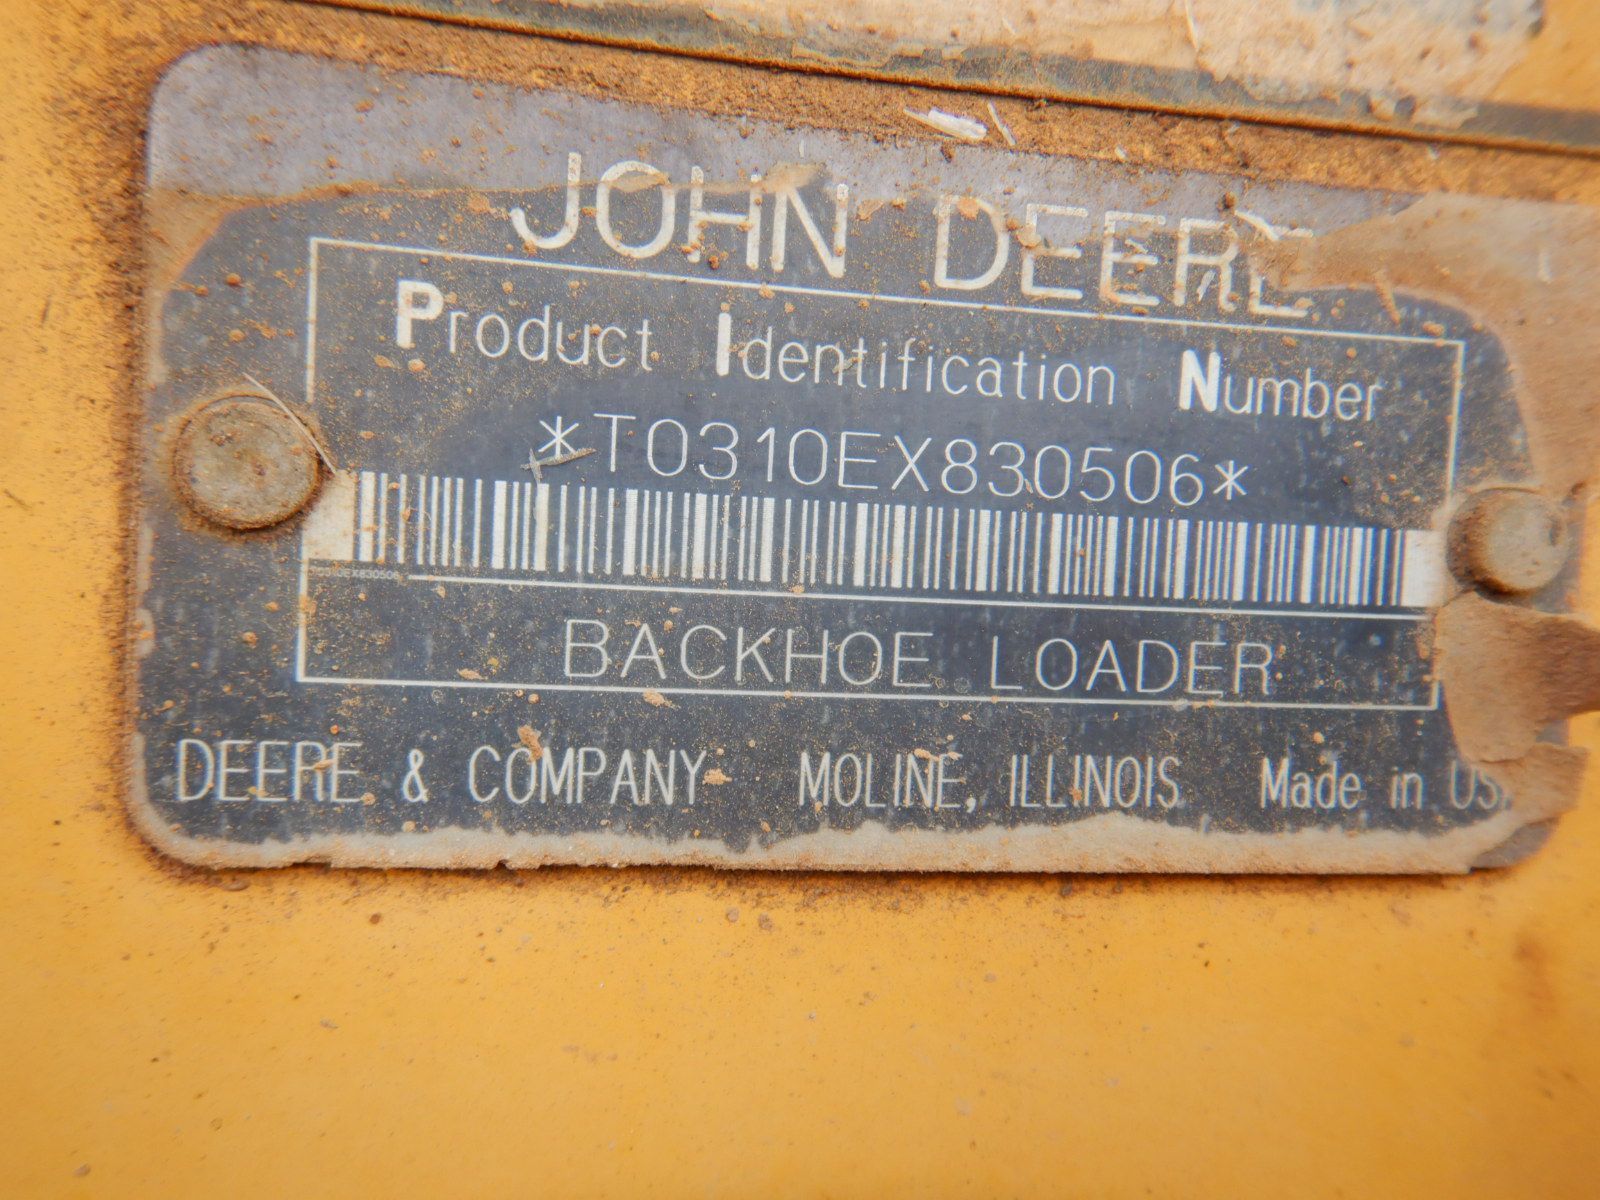 JOHN DEERE
Product Identification Number
*T0310EX830506*
BACKHOE LOADER
DEERE & COMPANY MOLINE, ILLINOIS Made in